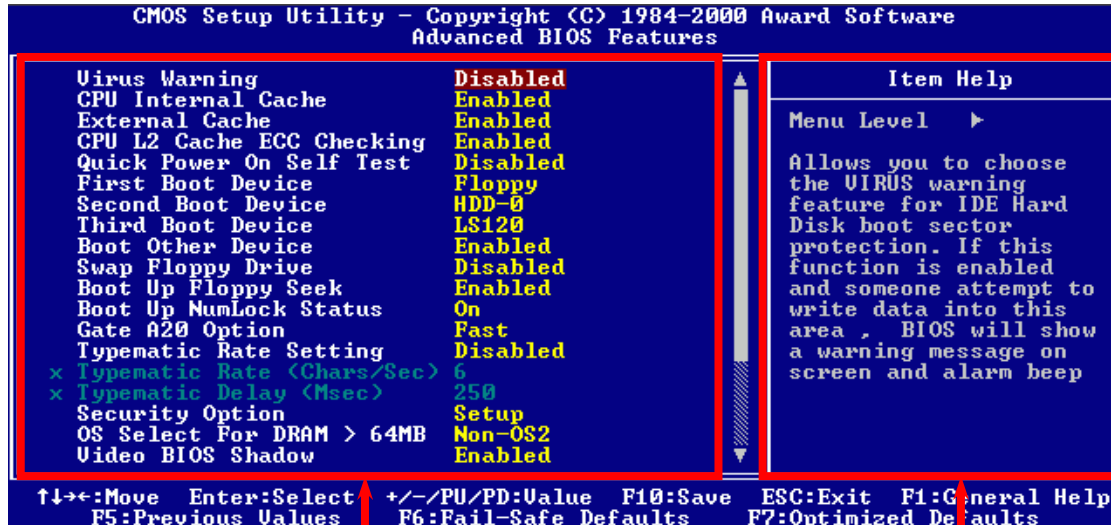 CMOS Setup Utility - Copyright (C) 1984-2000 Award Software
Advanced BIOS Features
Virus Warning Disabled
CPU Internal Cache Enabled
External Cache Enabled
CPU L2 Cache ECC Checking Enabled
Quick Power On Self Test Disabled
First Boot Device Floppy
Second Boot Device HDD-0
Third Boot Device LS120
Boot Other Device Enabled
Swap Floppy Drive Disabled
Boot Up Floppy Seek Enabled
Boot Up NumLock Status On
Gate A20 Option Fast
Typematic Rate Setting Disabled
x Typematic Rate (Chars/Sec) 6
x Typematic Delay (Msec) 250
Security Option Setup
OS Select For DRAM > 64MB Non-OS2
Video BIOS Shadow Enabled
Item Help
Menu Level ►
Allows you to choose
the VIRUS warning
feature for IDE Hard
Disk boot sector
protection. If this
function is enabled
and someone attempt to
write data into this
area , BIOS will show
a warning message on
screen and alarm beep
↑↓→←:Move Enter:Select +/-/PU/PD:Value F10:Save ESC:Exit F1:General Help
F5:Previous Values F6:Fail-Safe Defaults F7:Optimized Defaults